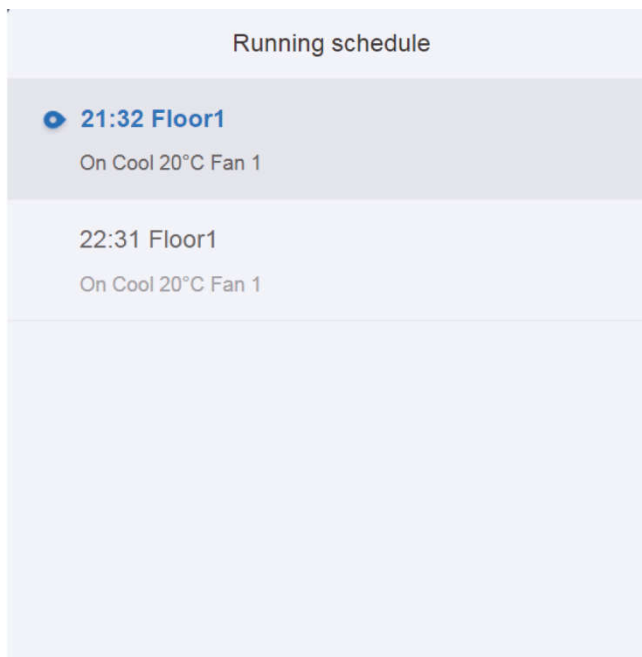 Running schedule
21:32 Floor1
On Cool 20°C Fan 1
22:31 Floor1
On Cool 20°C Fan 1